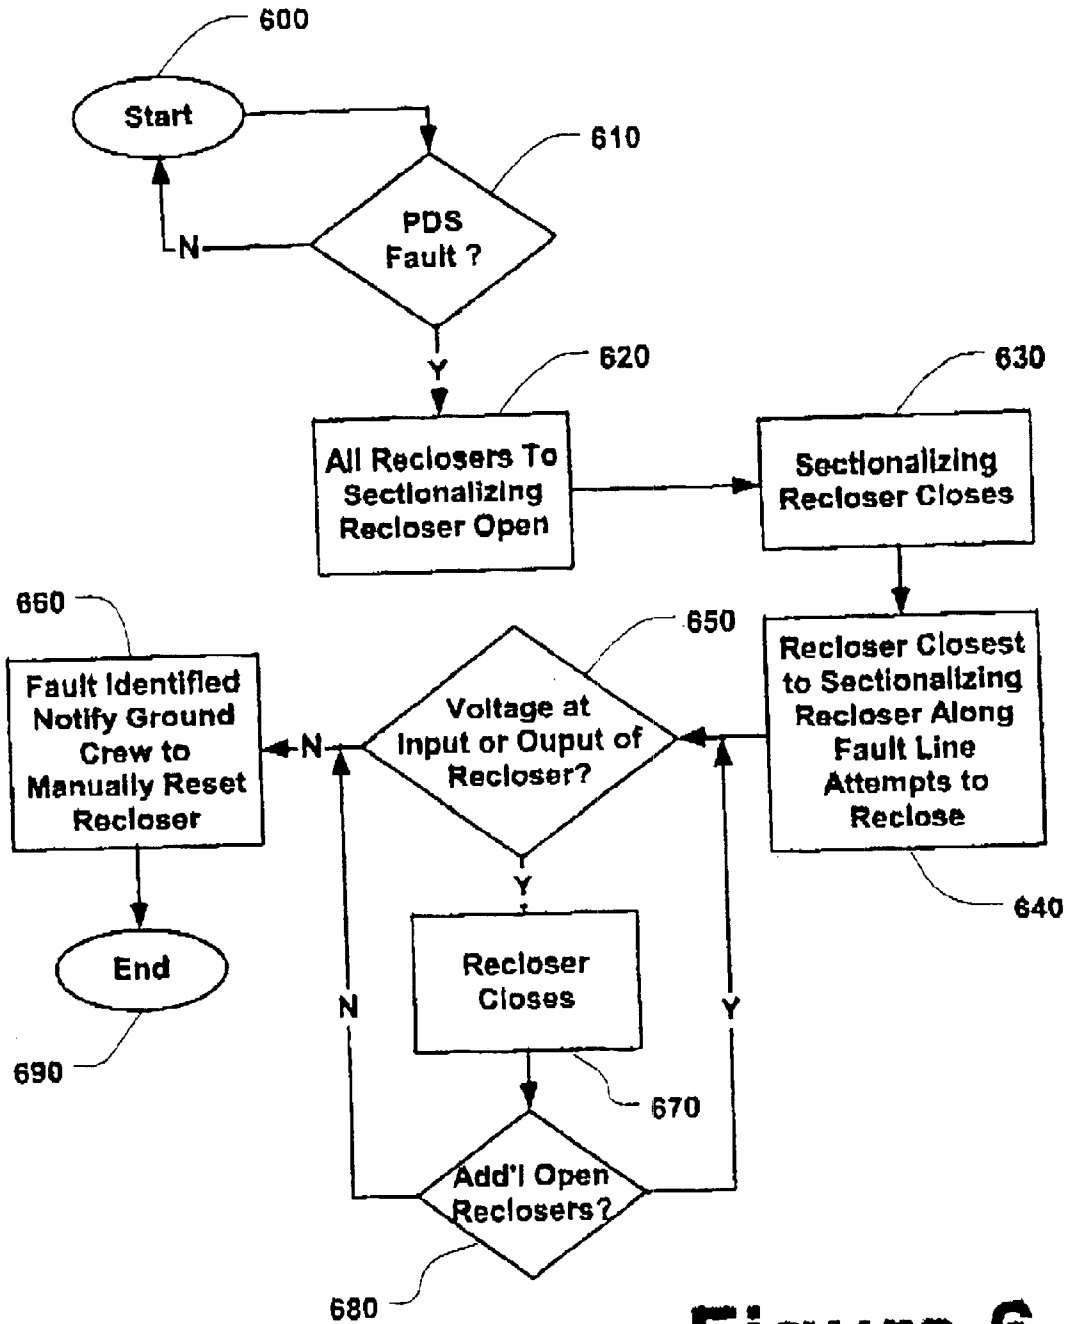 600
Start
610
PDS
Fault ?
N
Y
620
All Reclosers To
Sectionalizing
Recloser Open
630
Sectionalizing
Recloser Closes
640
Recloser Closest
to Sectionalizing
Recloser Along
Fault Line
Attempts to
Reclose
650
Voltage at
Input or Ouput of
Recloser?
N
Y
660
Fault Identified
Notify Ground
Crew to
Manually Reset
Recloser
End
690
Recloser
Closes
670
N
Y
Add'l Open
Reclosers?
680
Figure 6